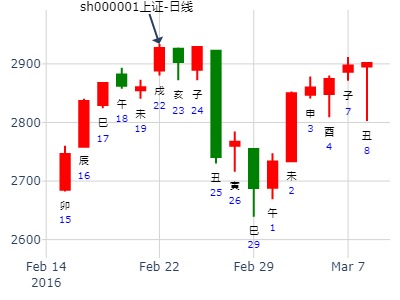 sh000001上证-日线
2900
2800
2700
2600
卯
15
辰
16
巳
17
午
18
未
19
戌
22
亥
23
子
24
丑
25
寅
26
巳
29
午
1
未
2
申
3
酉
4
子
7
丑
8
Feb 14
2016
Feb 22
Feb 29
Mar 7